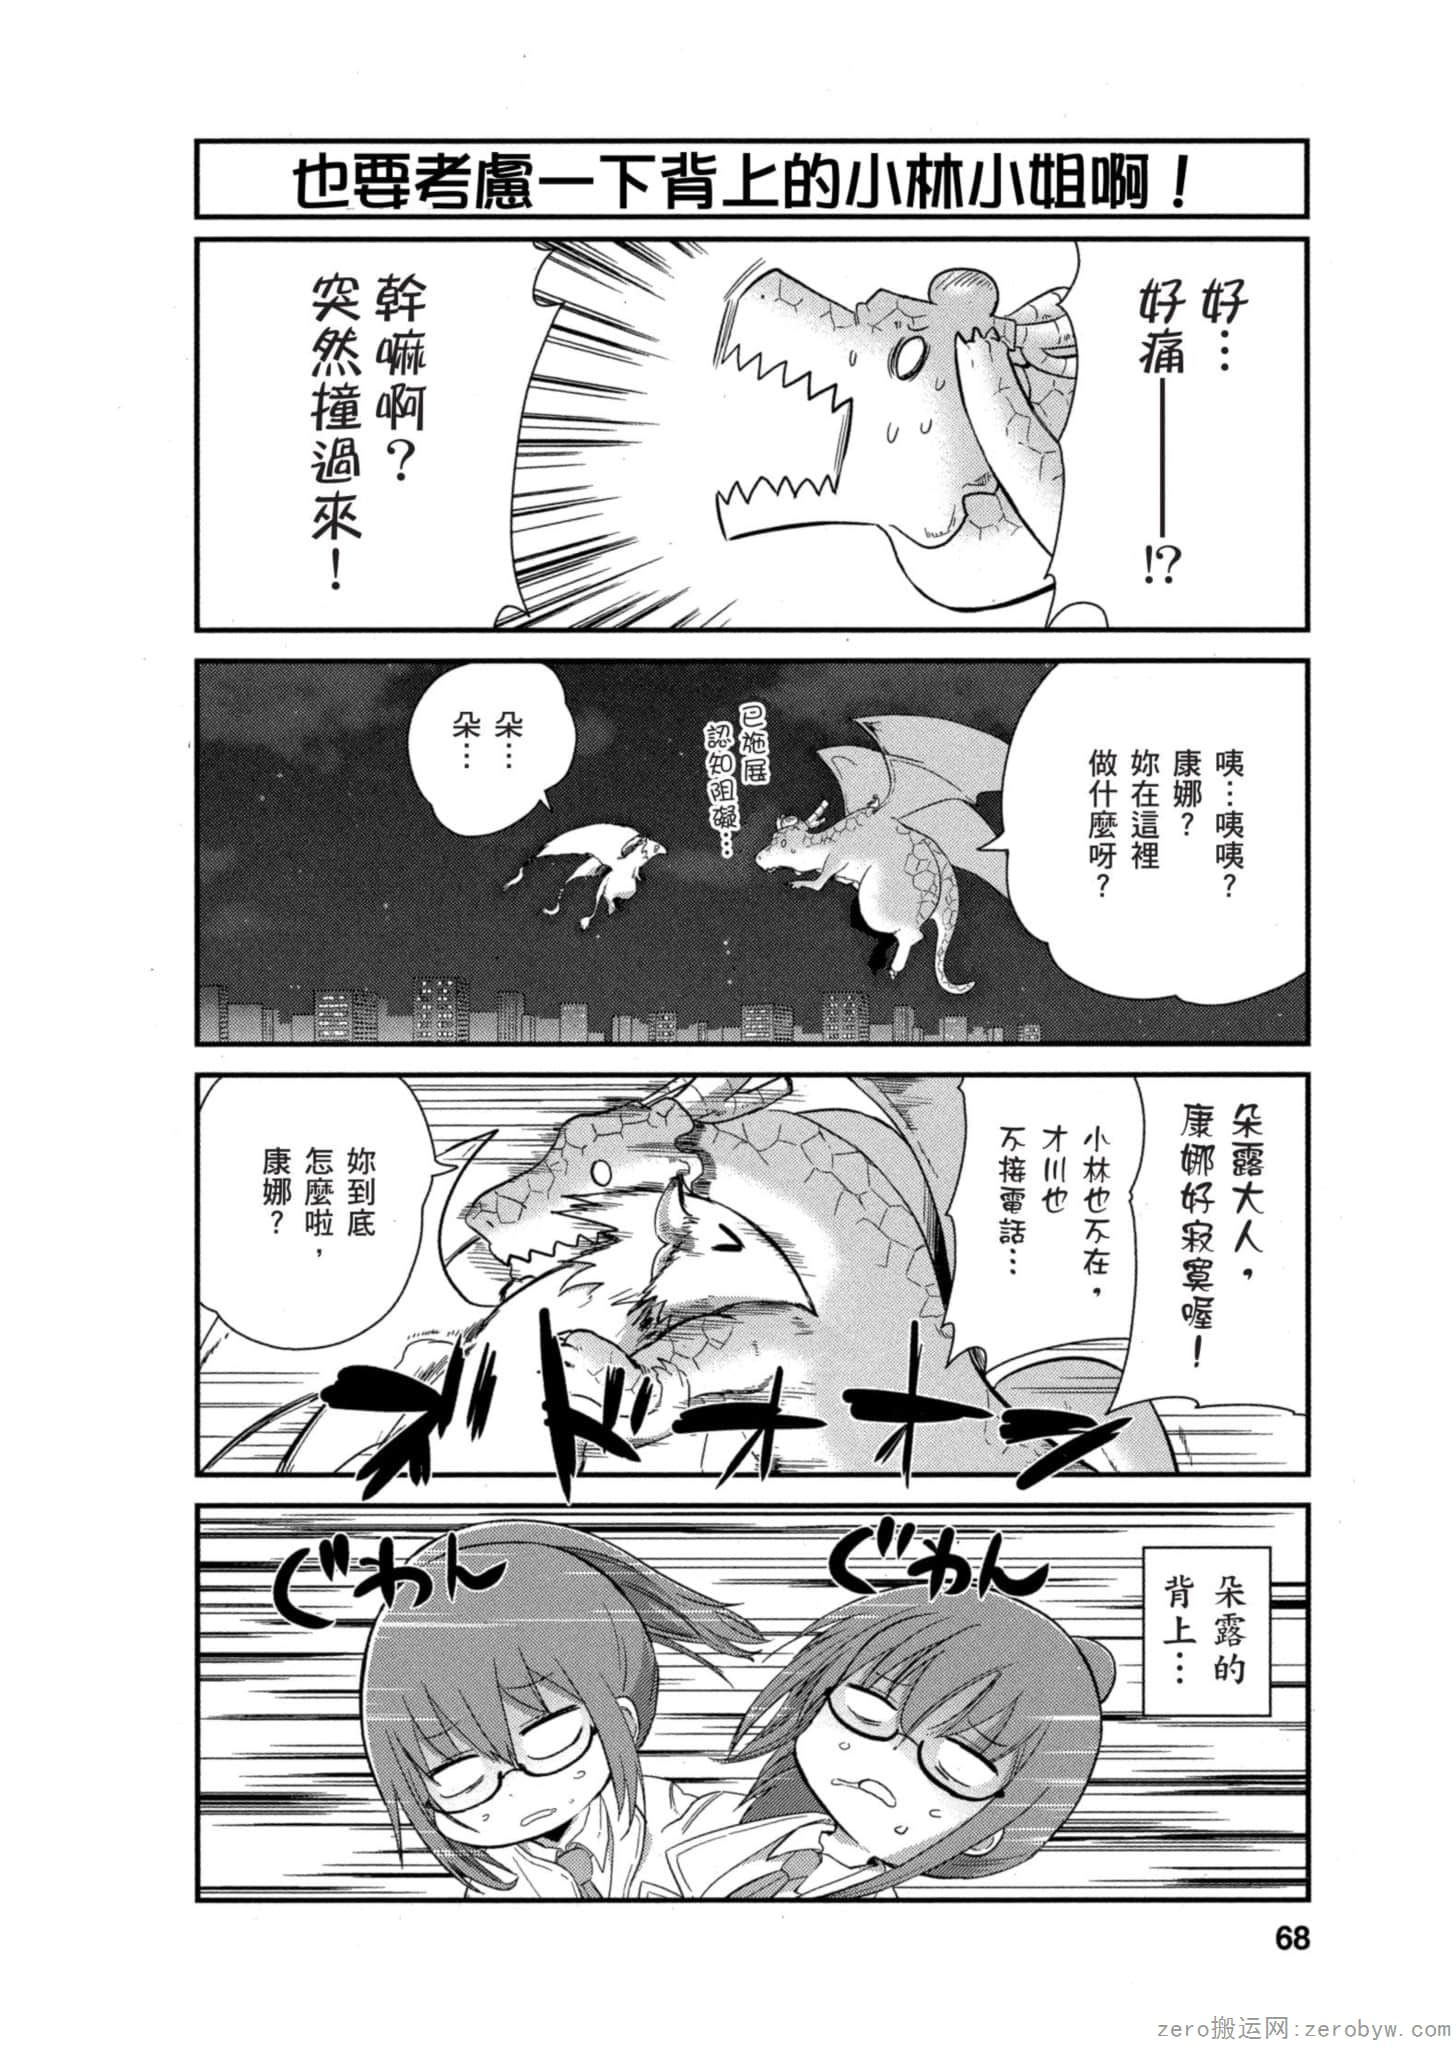 也要考慮一下背上的小林小姐啊！
好…
好痛——!?
幹嘛啊？
突然撞過來！
咦…咦咦？
康娜？
妳在這裡
做什麼呀？
已施展
認知阻礙…
朵…
朵…
朵露大人，
康娜好寂寞喔！
小林也不在，
才川也
不接電話…
妳到底
怎麼啦，
康娜？
ズドオオン
朵露的
背上…
ぐわん
ぐわん
68
zero搬运网:zerobyw.com